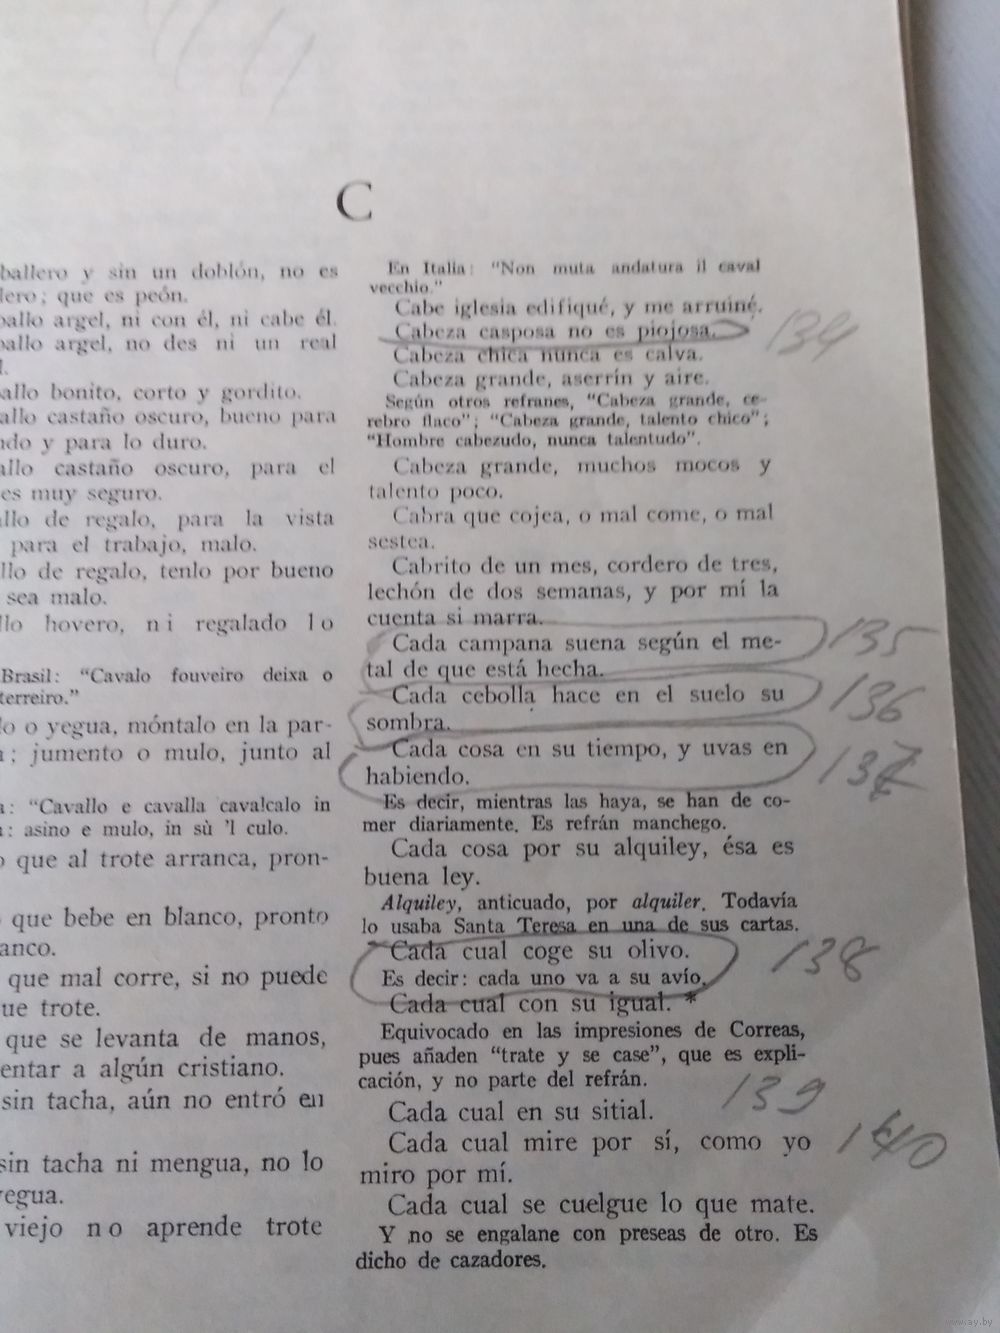 C
ballero y sin un doblón, no es
lero; que es peón.
ballo argel, ni con él, ni cabe él.
ballo argel, no des ni un real
l.
allo bonito, corto y gordito.
allo castaño oscuro, bueno para
ndo y para lo duro.
allo castaño oscuro, para el
es muy seguro.
llo de regalo, para la vista
para el trabajo, malo.
llo de regalo, tenlo por bueno
sea malo.
llo hovero, ni regalado lo
Brasil: "Cavalo fouveiro deixa o
terreiro."
lo o yegua, móntalo en la par-
a; jumento o mulo, junto al
a: "Cavallo e cavalla cavalcalo in
a: asino e mulo, in sù 'l culo.
o que al trote arranca, pron-
o que bebe en blanco, pronto
anco.
que mal corre, si no puede
ue trote.
que se levanta de manos,
entar a algún cristiano.
sin tacha, aún no entró en
sin tacha ni mengua, no lo
regua.
viejo no aprende trote
En Italia: "Non muta andatura il caval
vecchio."
Cabe iglesia edifiqué, y me arruiné.
Cabeza casposa no es piojosa. 134
Cabeza chica nunca es calva.
Cabeza grande, aserrín y aire.
Según otros refranes, "Cabeza grande, ce-
rebro flaco"; "Cabeza grande, talento chico";
"Hombre cabezudo, nunca talentudo".
Cabeza grande, muchos mocos y
talento poco.
Cabra que cojea, o mal come, o mal
sestea.
Cabrito de un mes, cordero de tres,
lechón de dos semanas, y por mí la
cuenta si marra.
Cada campana suena según el me- 135
tal de que está hecha.
Cada cebolla hace en el suelo su 136
sombra.
Cada cosa en su tiempo, y uvas en 137
habiendo.
Es decir, mientras las haya, se han de co-
mer diariamente. Es refrán manchego.
Cada cosa por su alquiley, ésa es
buena ley.
Alquiley, anticuado, por alquiler. Todavía
lo usaba Santa Teresa en una de sus cartas.
Cada cual coge su olivo. 138
Es decir: cada uno va a su avío.
Cada cual con su igual. *
Equivocado en las impresiones de Correas,
pues añaden "trate y se case", que es expli-
cación, y no parte del refrán.
Cada cual en su sitial. 139
Cada cual mire por sí, como yo 140
miro por mí.
Cada cual se cuelgue lo que mate.
Y no se engalane con preseas de otro. Es
dicho de cazadores.
www.ay.by